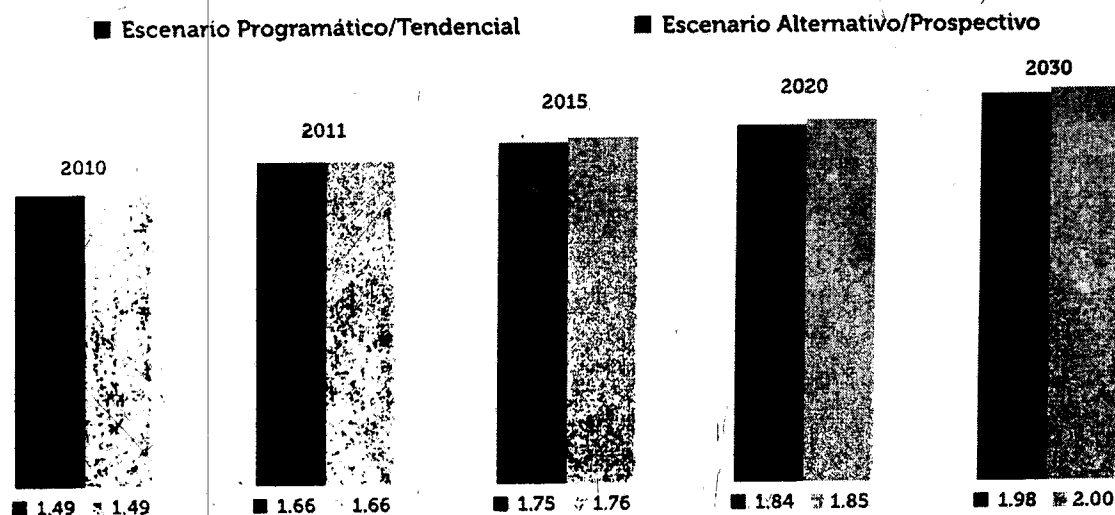 ■ Escenario Programático/Tendencial ■ Escenario Alternativo/Prospectivo
2030
2020
2015
2011
2010
■ 1.49 1.49 ■ 1.66 1.66 ■ 1.75 1.76 ■ 1.84 1.85 ■ 1.98 2.00